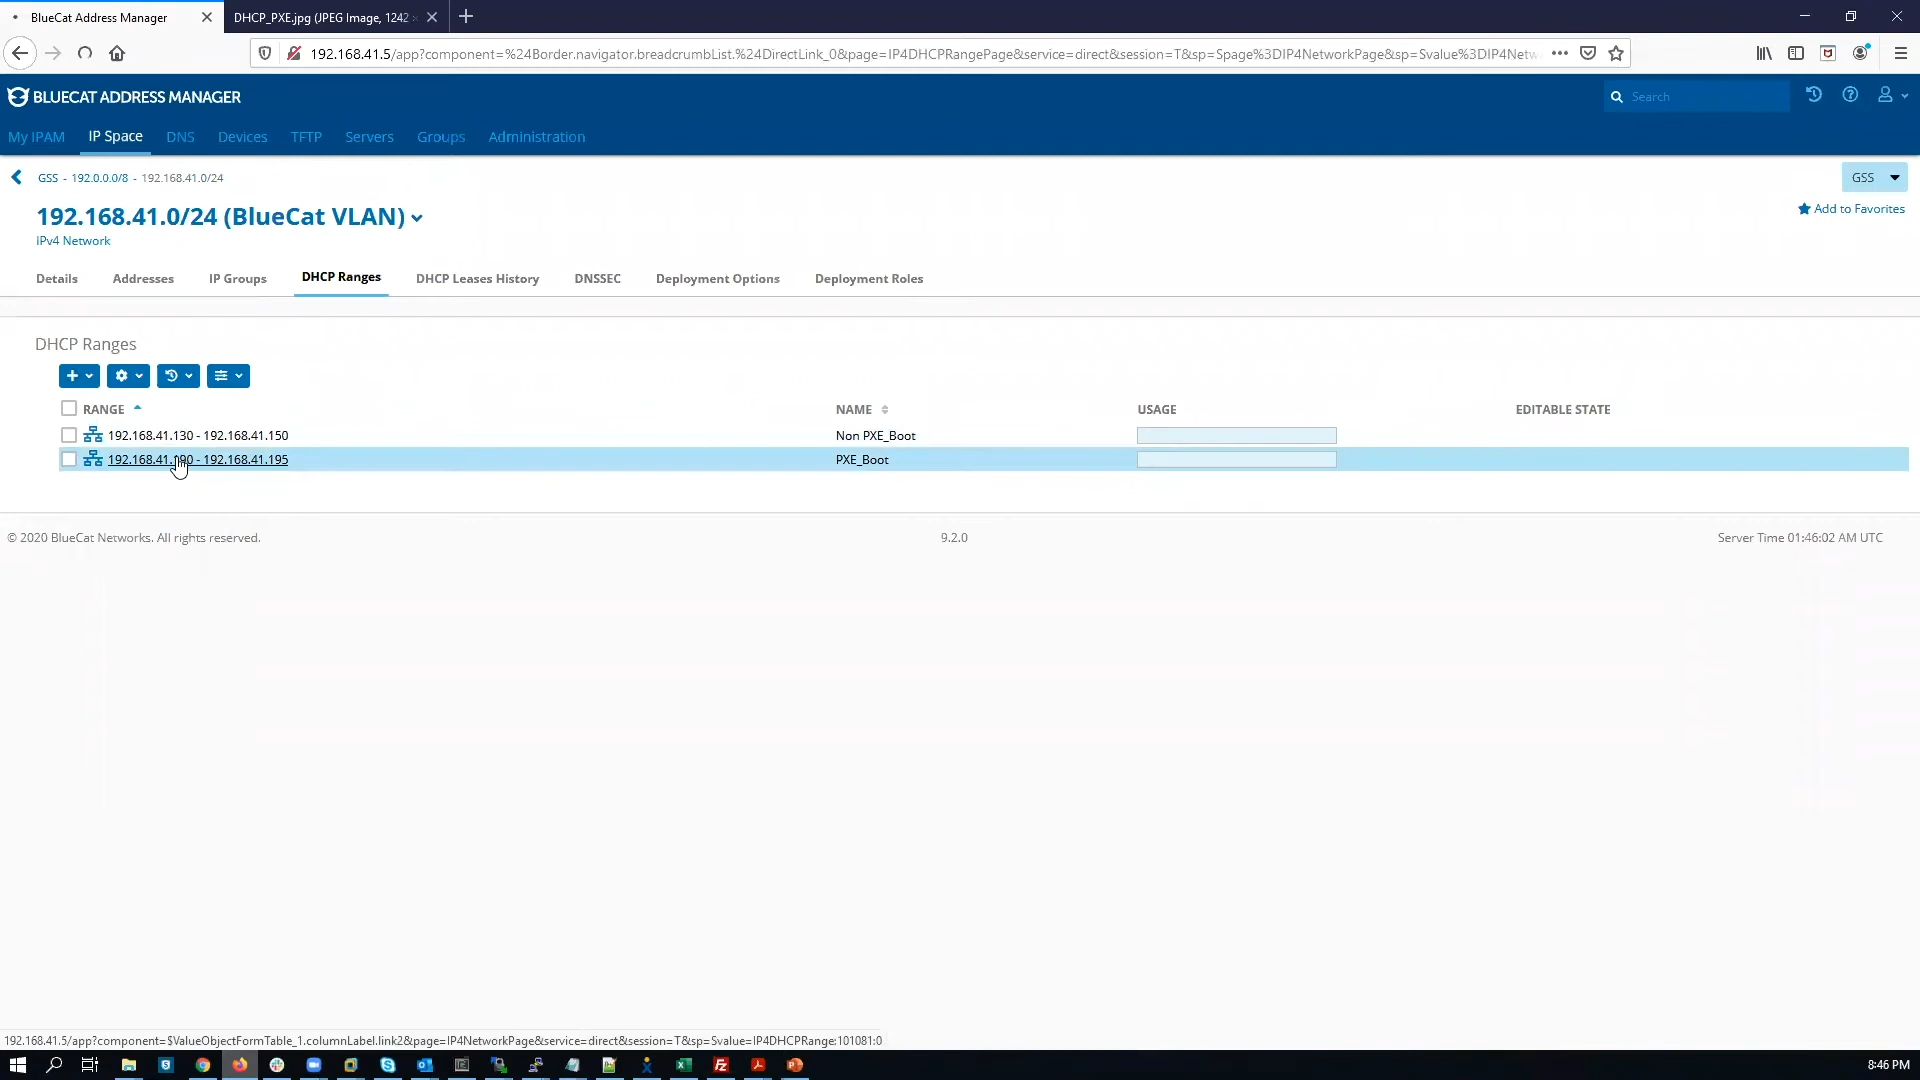 BlueCat Address Manager
DHCP_PXE.jpg (JPEG Image, 1242 ×
192.168.41.5/app?component=%24Border.navigator.breadcrumbList.%24DirectLink_0&page=IP4DHCPRangePage&service=direct&session=T&sp=Spage%3DIP4NetworkPage&sp=Svalue%3DIP4Netw
BLUECAT ADDRESS MANAGER
Search
My IPAM
IP Space
DNS
Devices
TFTP
Servers
Groups
Administration
GSS - 192.0.0.0/8 - 192.168.41.0/24
GSS
192.168.41.0/24 (BlueCat VLAN)
Add to Favorites
IPv4 Network
Details
Addresses
IP Groups
DHCP Ranges
DHCP Leases History
DNSSEC
Deployment Options
Deployment Roles
DHCP Ranges
RANGE NAME USAGE EDITABLE STATE
192.168.41.130 - 192.168.41.150 Non PXE_Boot
192.168.41.190 - 192.168.41.195 PXE_Boot
© 2020 BlueCat Networks. All rights reserved.
9.2.0
Server Time 01:46:02 AM UTC
192.168.41.5/app?component=$ValueObjectFormTable_1.columnLabel.link2&page=IP4NetworkPage&service=direct&session=T&sp=Svalue=IP4DHCPRange:101081:0
8:46 PM